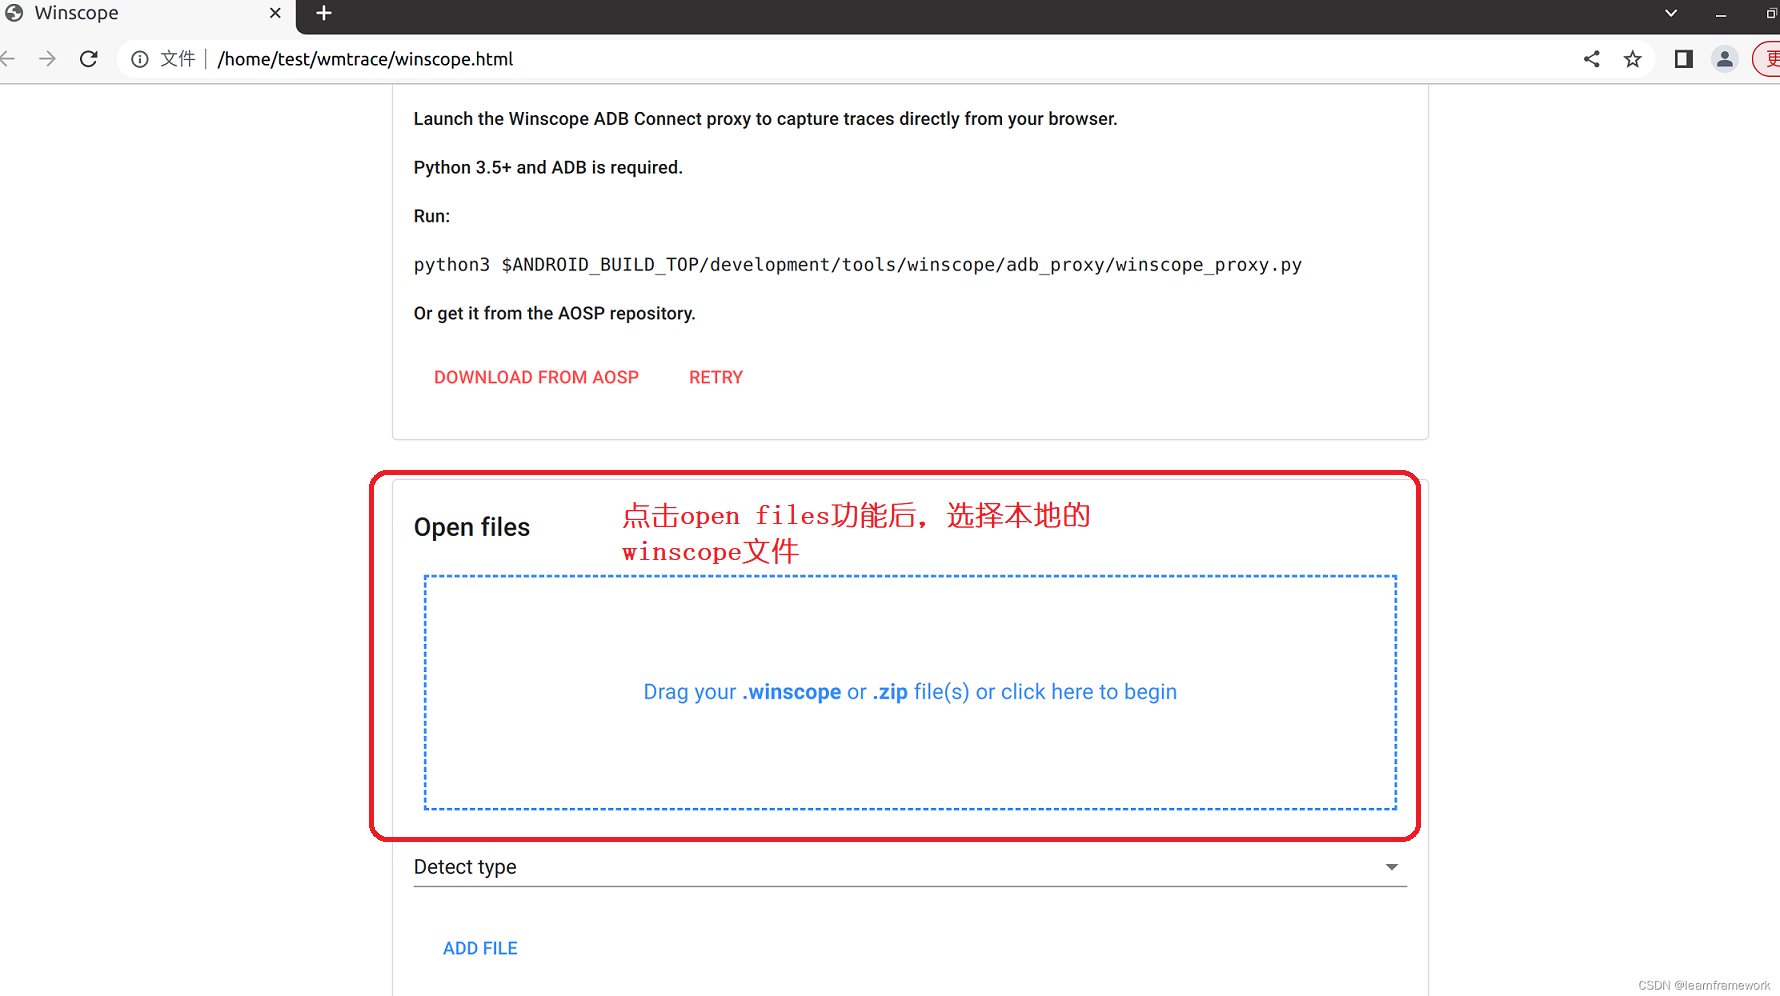 Winscope
文件 | /home/test/wmtrace/winscope.html
更
Launch the Winscope ADB Connect proxy to capture traces directly from your browser.
Python 3.5+ and ADB is required.
Run:
python3 $ANDROID_BUILD_TOP/development/tools/winscope/adb_proxy/winscope_proxy.py
Or get it from the AOSP repository.
DOWNLOAD FROM AOSP RETRY
Open files
点击open files功能后，选择本地的
winscope文件
Drag your .winscope or .zip file(s) or click here to begin
Detect type
ADD FILE
CSDN @learnframework